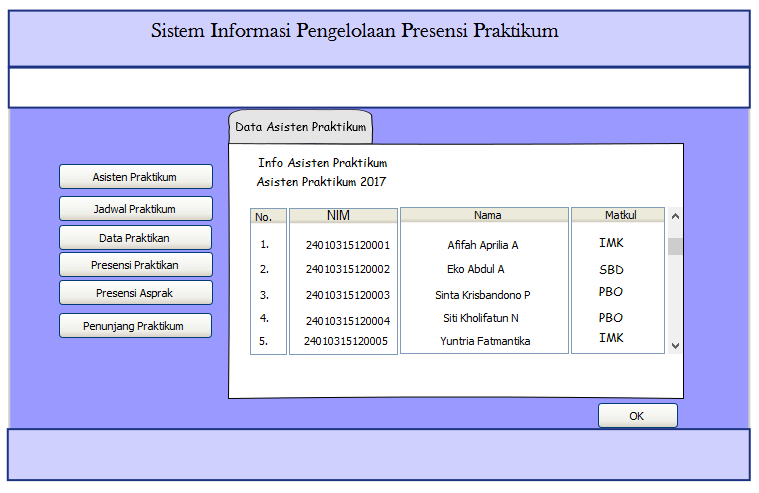 Sistem Informasi Pengelolaan Presensi Praktikum
Data Asisten Praktikum
Asisten Praktikum
Jadwal Praktikum
Data Praktikan
Presensi Praktikan
Presensi Asprak
Penunjang Praktikum
Info Asisten Praktikum
Asisten Praktikum 2017
No. NIM Nama Matkul
1. 24010315120001 Afifah Aprilia A IMK
2. 24010315120002 Eko Abdul A SBD
3. 24010315120003 Sinta Krisbandono P PBO
4. 24010315120004 Siti Kholifatun N PBO
5. 24010315120005 Yuntria Fatmantika IMK
OK